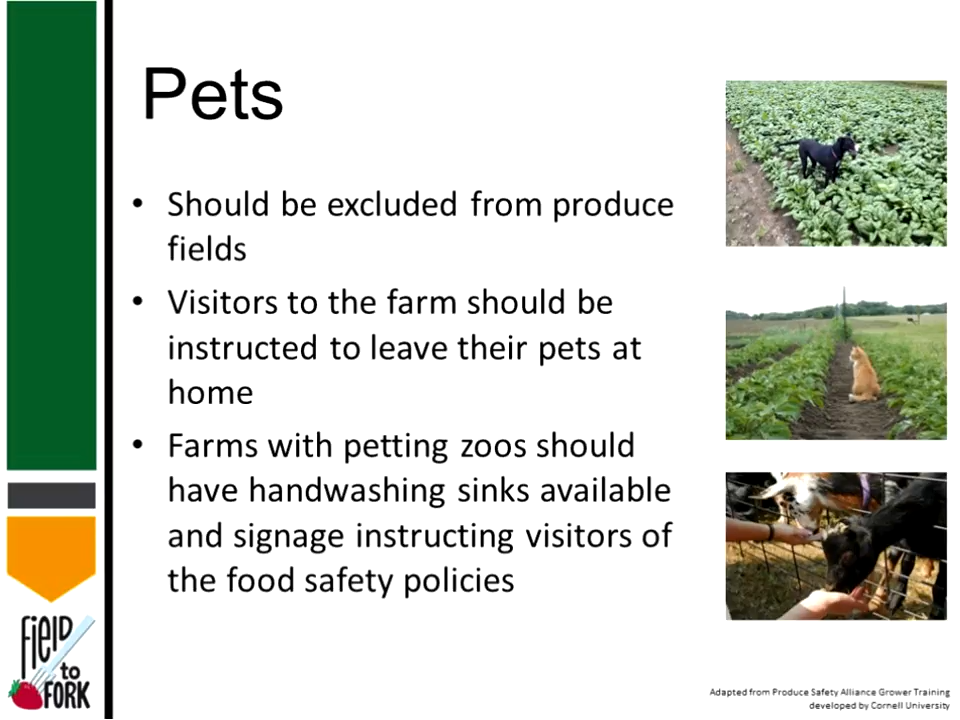 Pets
• Should be excluded from produce
fields
• Visitors to the farm should be
instructed to leave their pets at
home
• Farms with petting zoos should
have handwashing sinks available
and signage instructing visitors of
the food safety policies
field
to
FORK
Adapted from Produce Safety Alliance Grower Training
developed by Cornell University